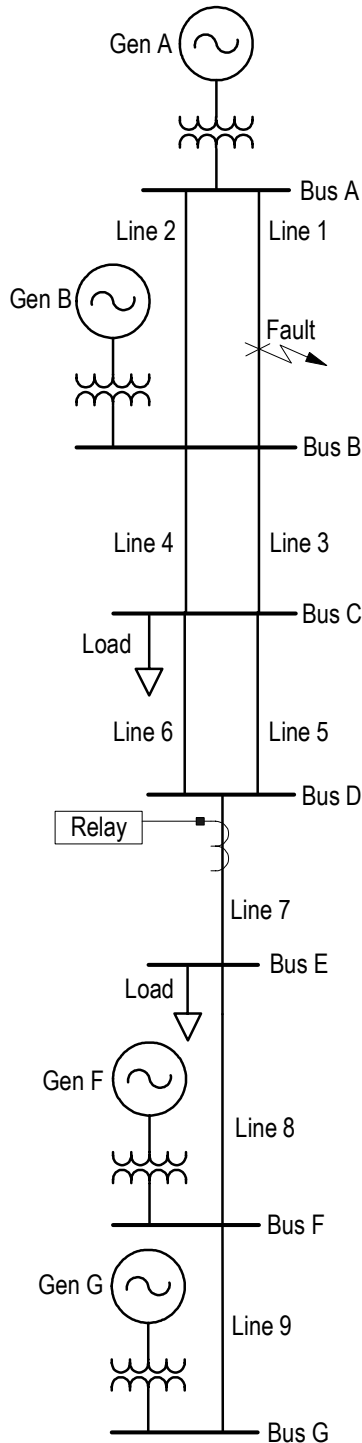 Gen A
Bus A
Line 2
Line 1
Gen B
Fault
Bus B
Line 4
Line 3
Bus C
Load
Line 6
Line 5
Bus D
Relay
Line 7
Bus E
Load
Gen F
Line 8
Bus F
Gen G
Line 9
Bus G